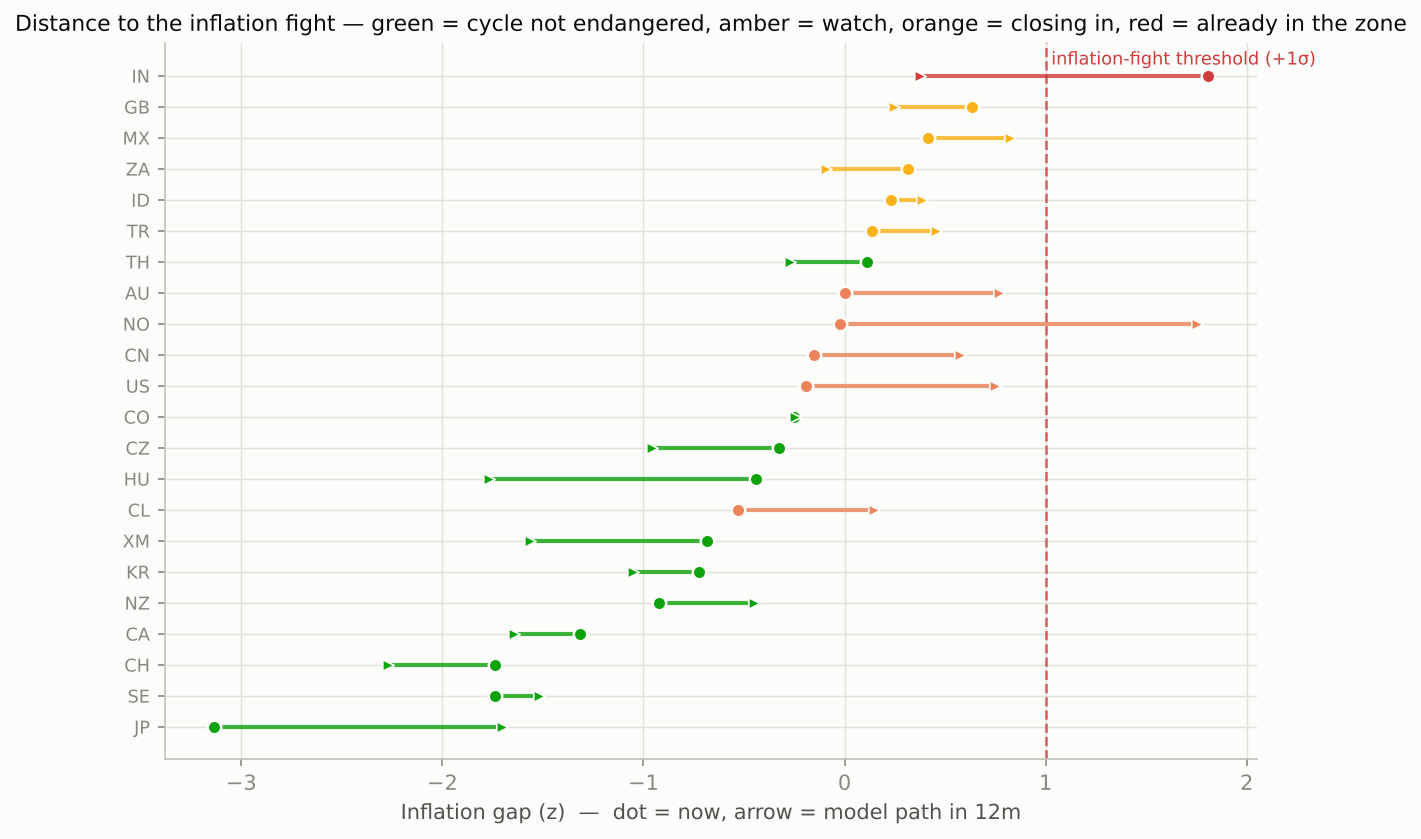 Distance to the inflation fight — green = cycle not endangered, amber = watch, orange = closing in, red = already in the zone
inflation-fight threshold (+1σ)
IN
GB
MX
ZA
ID
TR
TH
AU
NO
CN
US
CO
CZ
HU
CL
XM
KR
NZ
CA
CH
SE
JP
−3 −2 −1 0 1 2
Inflation gap (z) — dot = now, arrow = model path in 12m